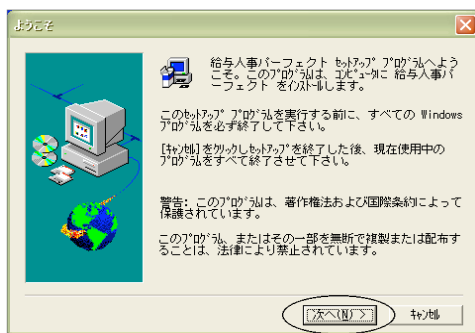 ようこそ
給与人事パーフェクト ｾｯﾄｱｯﾌﾟ ﾌﾟﾛｸﾞﾗﾑへよう
こそ。このﾌﾟﾛｸﾞﾗﾑは、ｺﾝﾋﾟｭｰﾀに 給与人事パ
ーフェクト をｲﾝｽﾄｰﾙします。
このｾｯﾄｱｯﾌﾟ ﾌﾟﾛｸﾞﾗﾑを実行する前に、すべての Windows
ﾌﾟﾛｸﾞﾗﾑを必ず終了して下さい。
[ｷｬﾝｾﾙ]をｸﾘｯｸしｾｯﾄｱｯﾌﾟを終了した後、現在使用中の
ﾌﾟﾛｸﾞﾗﾑをすべて終了させて下さい。
警告: このﾌﾟﾛｸﾞﾗﾑは、著作権法および国際条約によって
保護されています。
このﾌﾟﾛｸﾞﾗﾑ、またはその一部を無断で複製または配布す
ることは、法律により禁止されています。
次へ(N) > ｷｬﾝｾﾙ